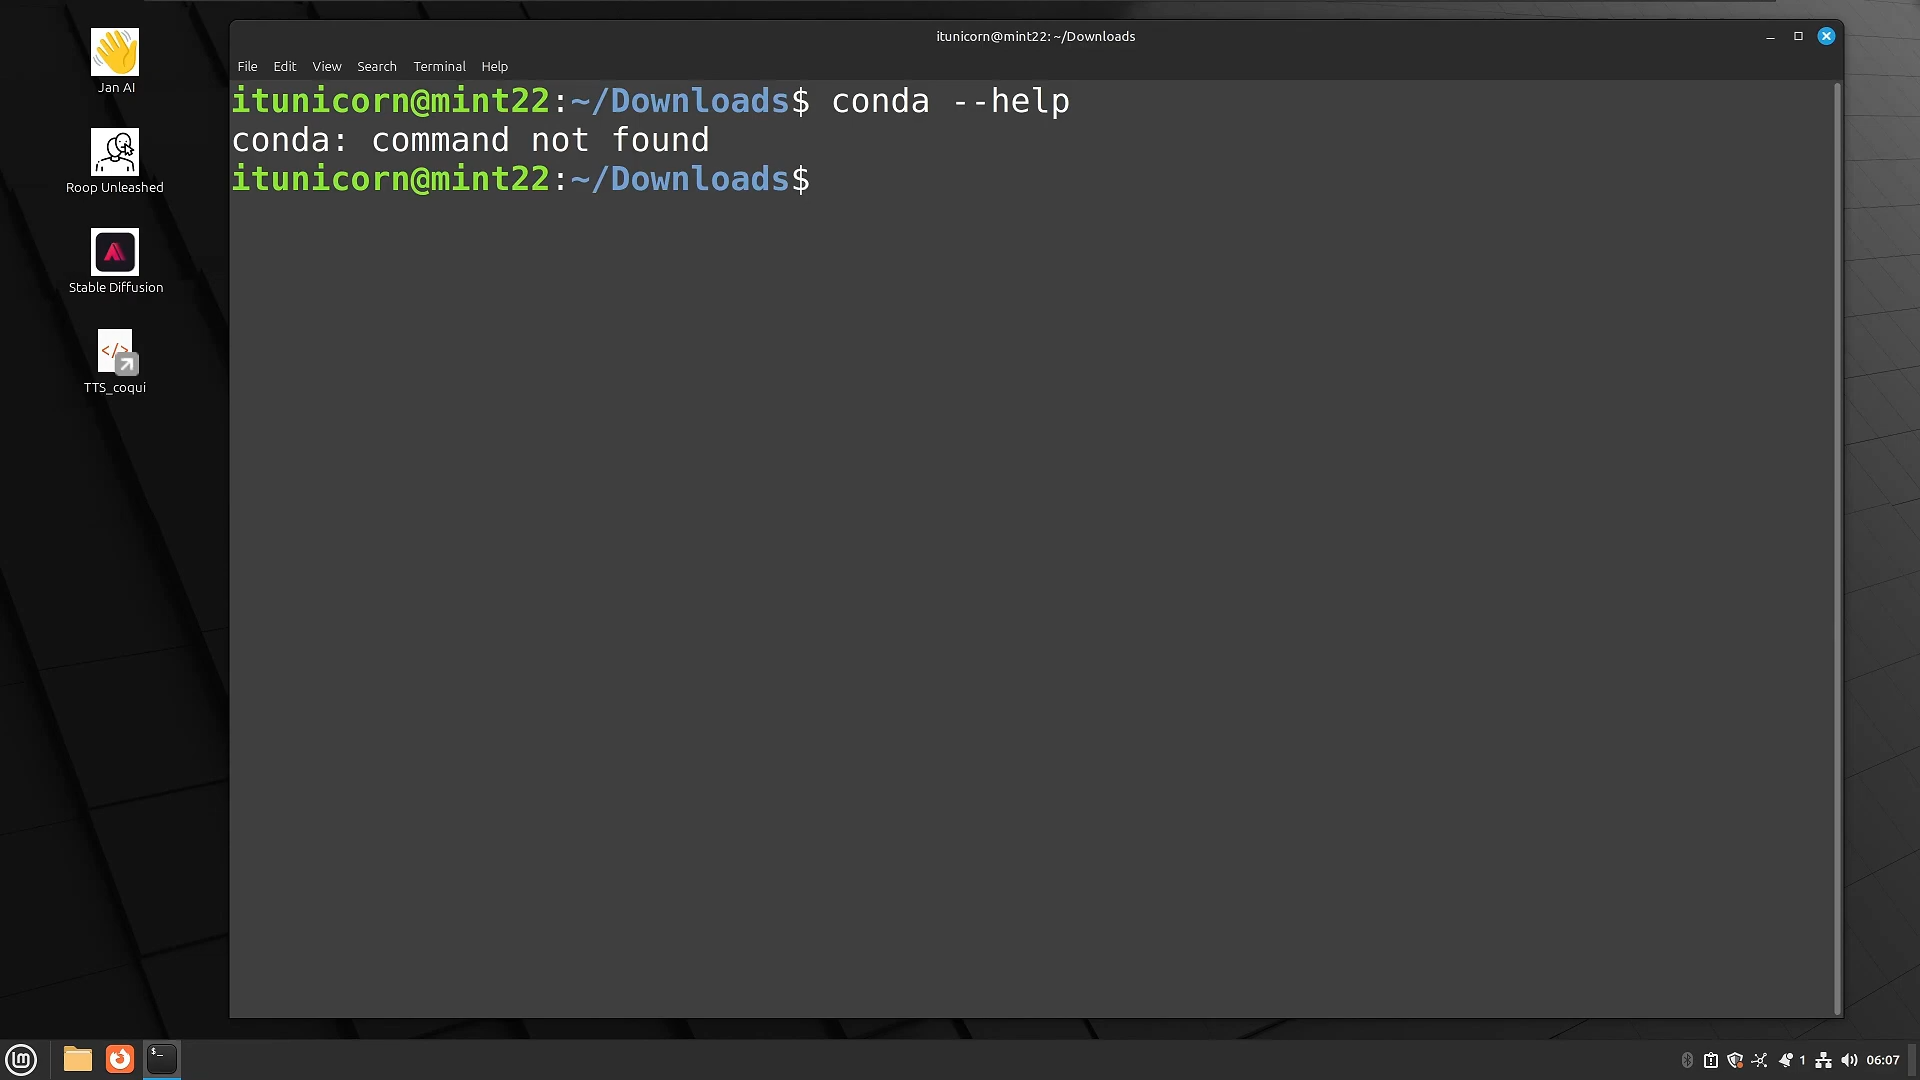 itunicorn@mint22: ~/Downloads
File Edit View Search Terminal Help
itunicorn@mint22:~/Downloads$ conda --help
conda: command not found
itunicorn@mint22:~/Downloads$
Jan AI
Roop Unleashed
Stable Diffusion
</>
TTS_coqui
$_
1
06:07